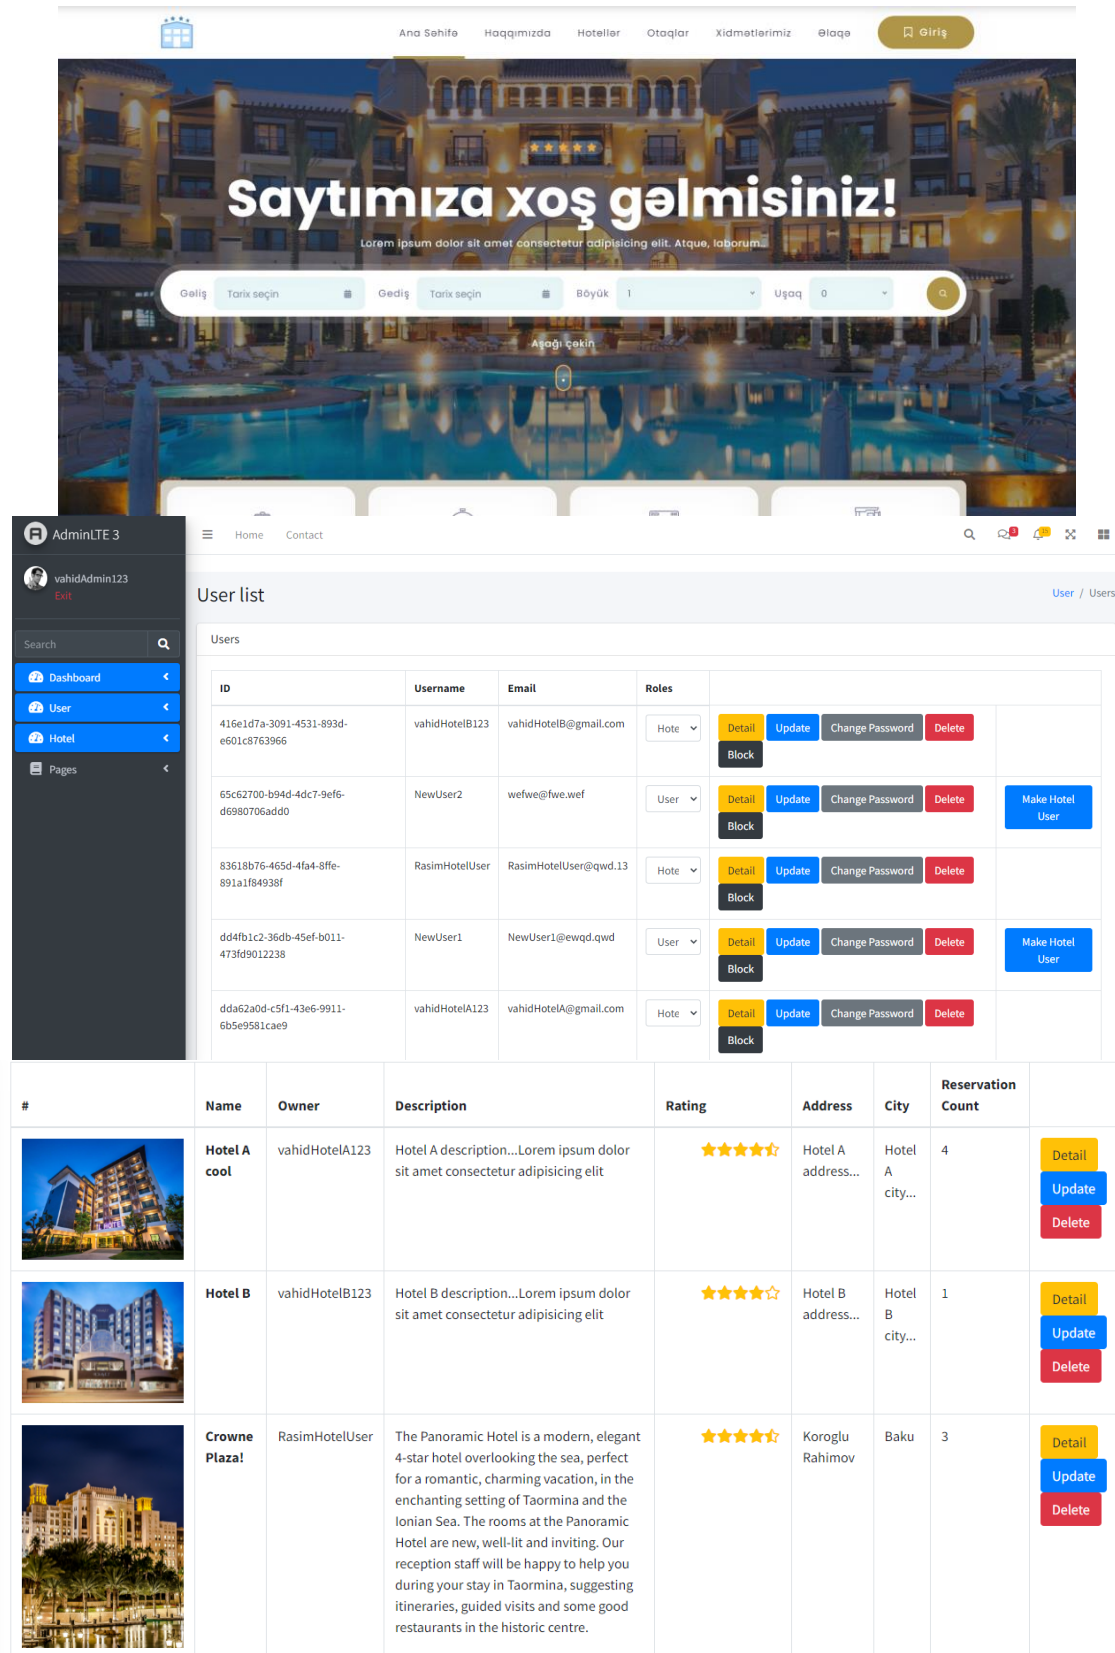 Ana Səhifə Haqqımızda Hotellər Otaqlar Xidmətlərimiz Əlaqə Giriş
Saytımıza xoş gəlmisiniz!
Lorem ipsum dolor sit amet consectetur adipisicing elit. Atque, laborum.
Gəliş Tarix seçin Gediş Tarix seçin Böyük 1 Uşaq 0
Aşağı çəkin
AdminLTE 3 Home Contact 3 15
vahidAdmin123
Exit
User list User / Users
Search
Users
Dashboard
User
Hotel
Pages
ID Username Email Roles
416e1d7a-3091-4531-893d- vahidHotelB123 vahidHotelB@gmail.com Hote Detail Update Change Password Delete
e601c8763966
Block
65c62700-b94d-4dc7-9ef6- NewUser2 wefwe@fwe.wef User Detail Update Change Password Delete Make Hotel
d6980706add0 User
Block
83618b76-465d-4fa4-8ffe- RasimHotelUser RasimHotelUser@qwd.13 Hote Detail Update Change Password Delete
891a1f84938f
Block
dd4fb1c2-36db-45ef-b011- NewUser1 NewUser1@ewqd.qwd User Detail Update Change Password Delete Make Hotel
473fd9012238 User
Block
dda62a0d-c5f1-43e6-9911- vahidHotelA123 vahidHotelA@gmail.com Hote Detail Update Change Password Delete
6b5e9581cae9
Block
# Name Owner Description Rating Address City Reservation
Count
Hotel A vahidHotelA123 Hotel A description...Lorem ipsum dolor Hotel A Hotel 4 Detail
cool sit amet consectetur adipisicing elit address... A
city... Update
Delete
Hotel B vahidHotelB123 Hotel B description...Lorem ipsum dolor Hotel B Hotel 1 Detail
sit amet consectetur adipisicing elit address... B
city... Update
Delete
Crowne RasimHotelUser The Panoramic Hotel is a modern, elegant Koroglu Baku 3 Detail
Plaza! 4-star hotel overlooking the sea, perfect Rahimov
for a romantic, charming vacation, in the Update
enchanting setting of Taormina and the
Ionian Sea. The rooms at the Panoramic Delete
Hotel are new, well-lit and inviting. Our
reception staff will be happy to help you
during your stay in Taormina, suggesting
itineraries, guided visits and some good
restaurants in the historic centre.